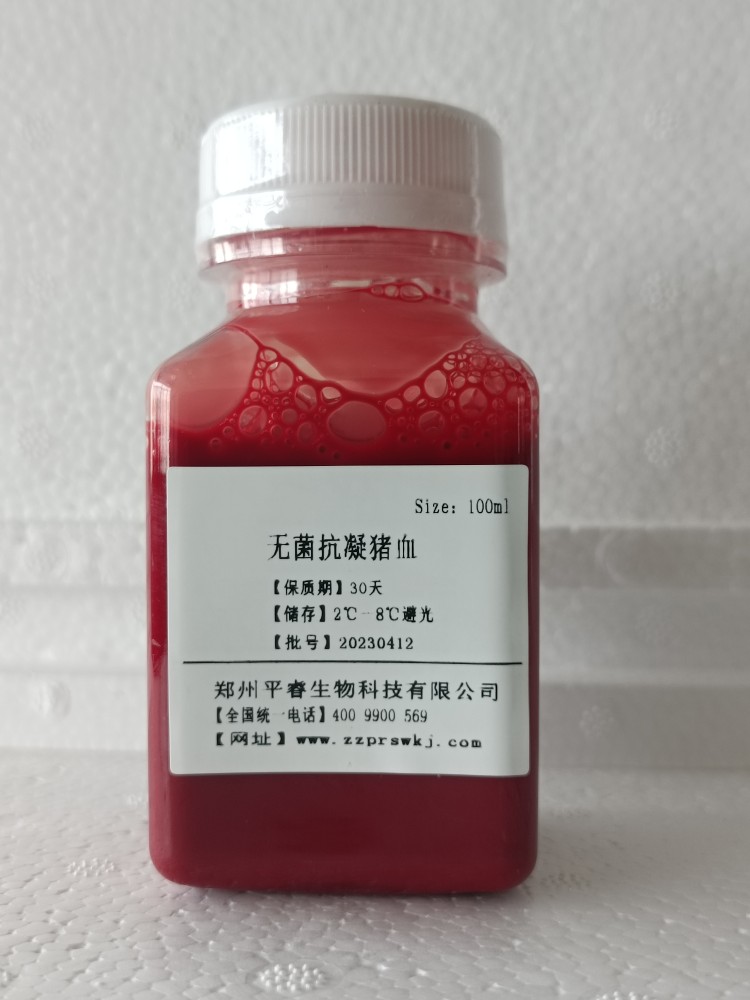 Size: 100ml
无菌抗凝猪血
【保质期】30天
【储存】2℃-8℃避光
【批号】20230412
郑州平睿生物科技有限公司
【全国统一电话】400 9900 569
【网址】www.zzprswkj.com